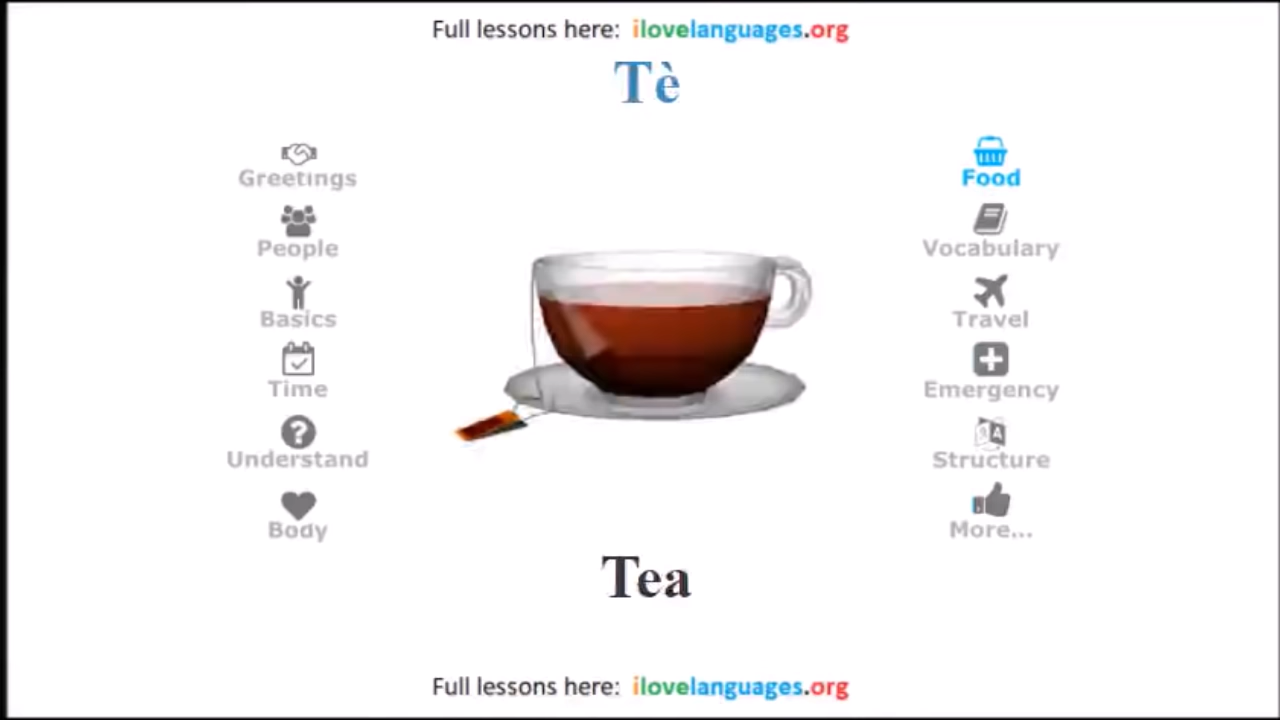 Full lessons here: ilovelanguages.org
Tè
Greetings
People
Basics
Time
Understand
Body
Food
Vocabulary
Travel
Emergency
Structure
More...
Tea
Full lessons here: ilovelanguages.org